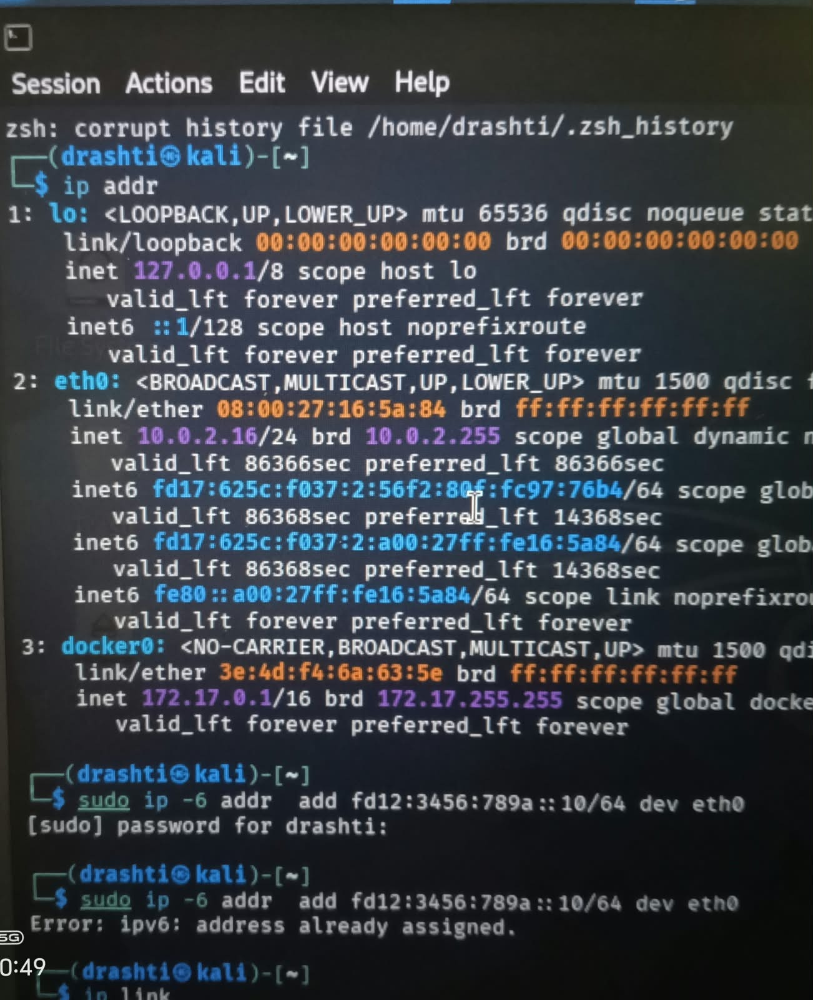 Session Actions Edit View Help
zsh: corrupt history file /home/drashti/.zsh_history
┌──(drashti㉿kali)-[~]
└─$ ip addr
1: lo: <LOOPBACK,UP,LOWER_UP> mtu 65536 qdisc noqueue stat
link/loopback 00:00:00:00:00:00 brd 00:00:00:00:00:00
inet 127.0.0.1/8 scope host lo
valid_lft forever preferred_lft forever
inet6 ::1/128 scope host noprefixroute
valid_lft forever preferred_lft forever
2: eth0: <BROADCAST,MULTICAST,UP,LOWER_UP> mtu 1500 qdisc f
link/ether 08:00:27:16:5a:84 brd ff:ff:ff:ff:ff:ff
inet 10.0.2.16/24 brd 10.0.2.255 scope global dynamic n
valid_lft 86366sec preferred_lft 86366sec
inet6 fd17:625c:f037:2:56f2:80f:fc97:76b4/64 scope glob
valid_lft 86368sec preferred_lft 14368sec
inet6 fd17:625c:f037:2:a00:27ff:fe16:5a84/64 scope glob
valid_lft 86368sec preferred_lft 14368sec
inet6 fe80::a00:27ff:fe16:5a84/64 scope link noprefixrou
valid_lft forever preferred_lft forever
3: docker0: <NO-CARRIER,BROADCAST,MULTICAST,UP> mtu 1500 qdi
link/ether 3e:4d:f4:6a:63:5e brd ff:ff:ff:ff:ff:ff
inet 172.17.0.1/16 brd 172.17.255.255 scope global docke
valid_lft forever preferred_lft forever
┌──(drashti㉿kali)-[~]
└─$ sudo ip -6 addr  add fd12:3456:789a::10/64 dev eth0
[sudo] password for drashti:
┌──(drashti㉿kali)-[~]
└─$ sudo ip -6 addr  add fd12:3456:789a::10/64 dev eth0
Error: ipv6: address already assigned.
5G
0:49
┌──(drashti㉿kali)-[~]
└─$ ip link